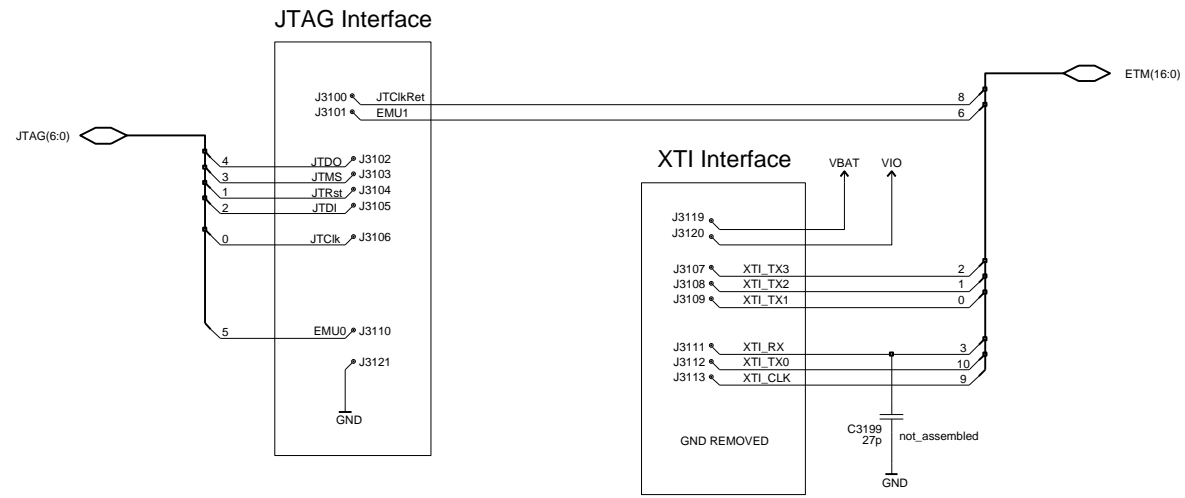 JTAG Interface
ETM(16:0)
J3100 JTClkRet 8
J3101 EMU1 6
JTAG(6:0)
4 JTDO J3102
3 JTMS J3103
1 JTRst J3104
2 JTDI J3105
0 JTClk J3106
5 EMU0 J3110
J3121
GND
XTI Interface
VBAT VIO
J3119
J3120
J3107 XTI_TX3 2
J3108 XTI_TX2 1
J3109 XTI_TX1 0
J3111 XTI_RX 3
J3112 XTI_TX0 10
J3113 XTI_CLK 9
C3199
27p not_assembled
GND REMOVED
GND